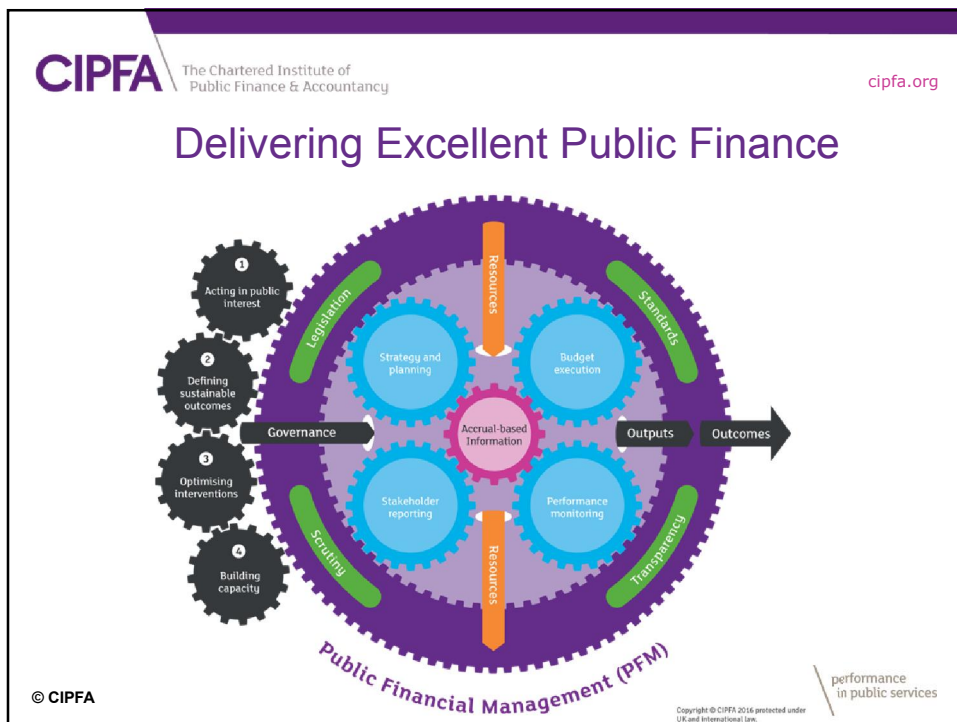 CIPFA
The Chartered Institute of
Public Finance & Accountancy
cipfa.org
Delivering Excellent Public Finance
1
Acting in public
interest
2
Defining
sustainable
outcomes
3
Optimising
interventions
4
Building
capacity
Legislation
Resources
Standards
Strategy and
planning
Budget
execution
Governance
Accrual-based
Information
Outputs
Outcomes
Stakeholder
reporting
Performance
monitoring
Scrutiny
Resources
Transparency
Public Financial Management (PFM)
© CIPFA
Copyright © CIPFA 2016 protected under
UK and international law.
performance
in public services